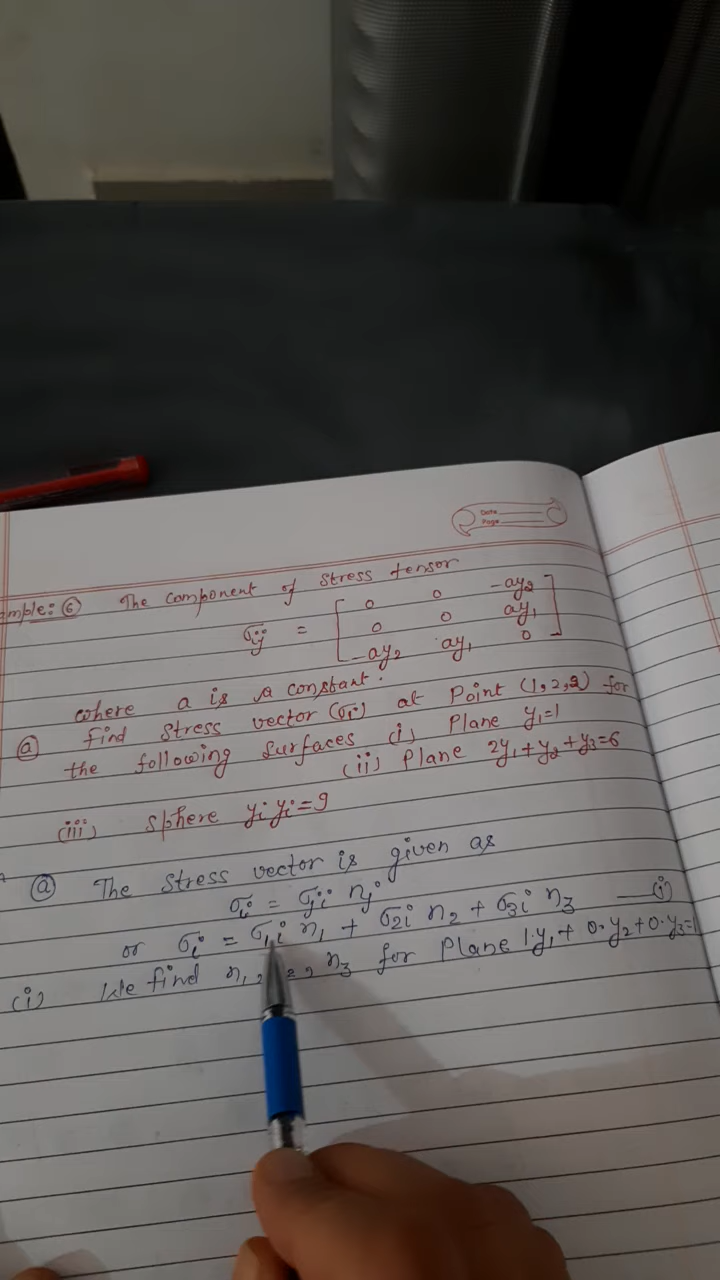 Date
Page
mple: ⑥ The component of stress tensor
σij = [ 0 0 -ay2
0 0 ay1
-ay2 ay1 0 ]
where a is a constant.
ⓐ find stress vector (σi) at Point (1,2,2) for
the following surfaces (i) Plane y1=1
(ii) Plane 2y1+y2+y3=6
(iii) Sphere yi yi=9
ⓐ The stress vector is given as
σi = σji nj
or σi = σ1i n1 + σ2i n2 + σ3i n3 —(i)
(i) We find n1, 2, n3 for Plane 1.y1+0.y2+0.y3=1